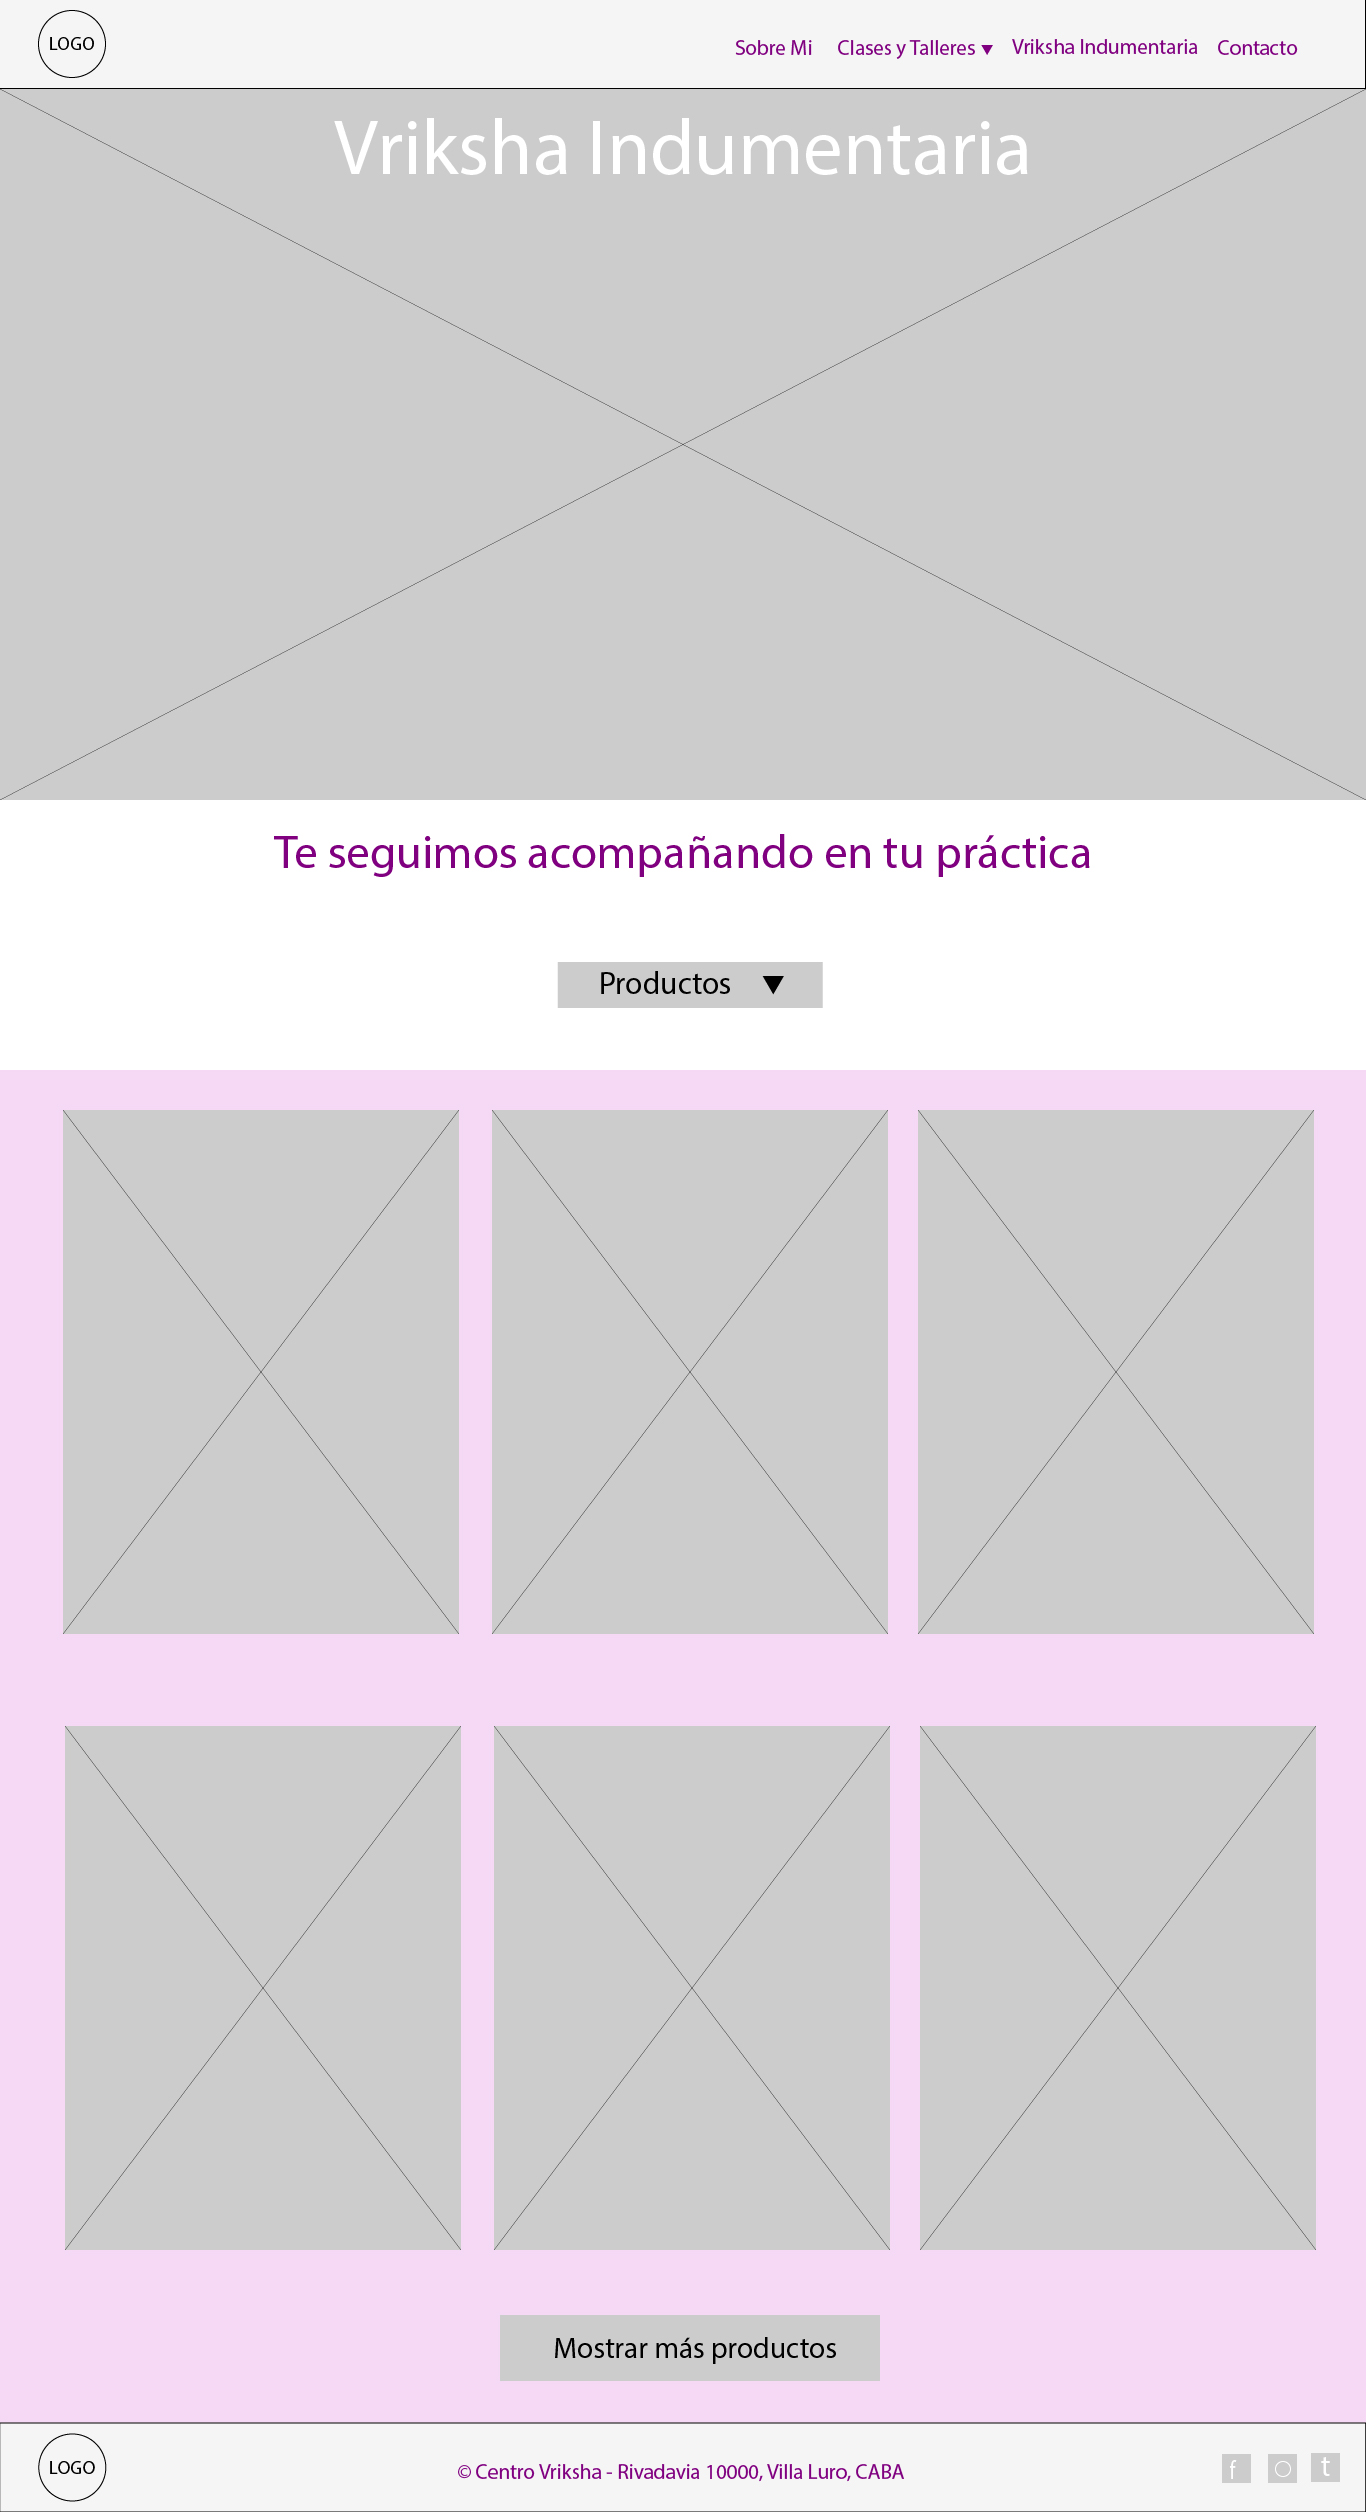 LOGO
Sobre Mi
Clases y Talleres
Vriksha Indumentaria
Contacto
Vriksha Indumentaria
Te seguimos acompañando en tu práctica
Productos
Mostrar más productos
LOGO
© Centro Vriksha - Rivadavia 10000, Villa Luro, CABA
f
t